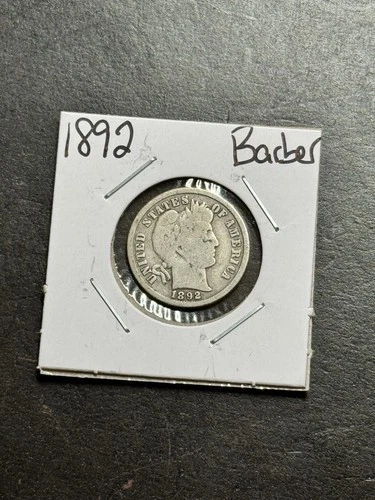 1892 Barber
UNITED STATES OF AMERICA
1892